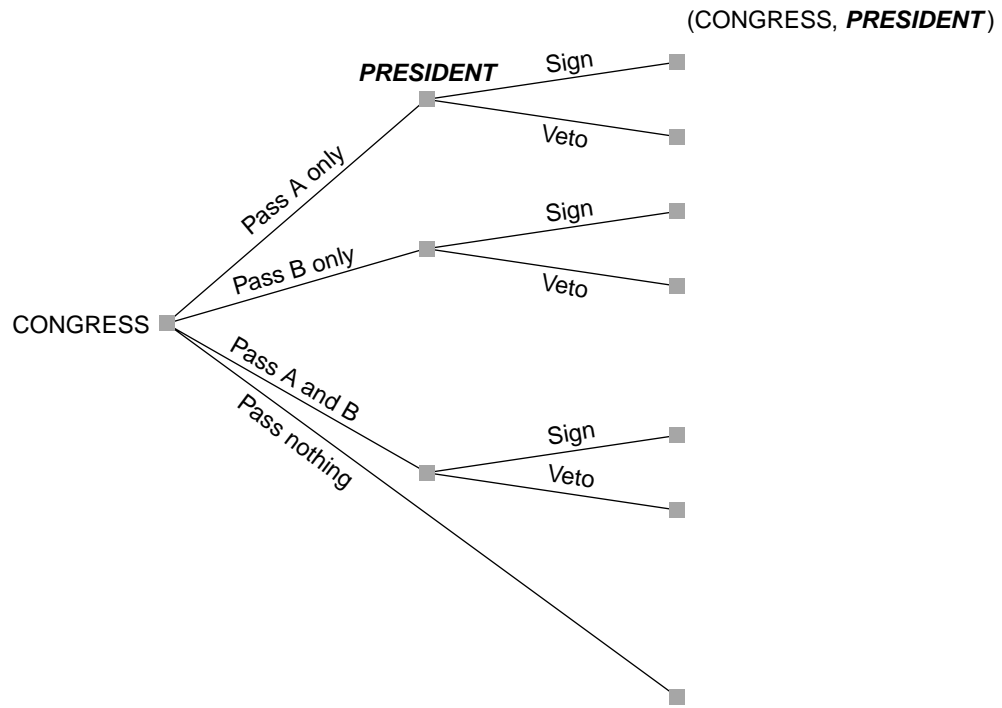 (CONGRESS, PRESIDENT)
Sign
PRESIDENT
Veto
Pass A only
Sign
Pass B only
Veto
CONGRESS
Pass A and B
Pass nothing
Sign
Veto